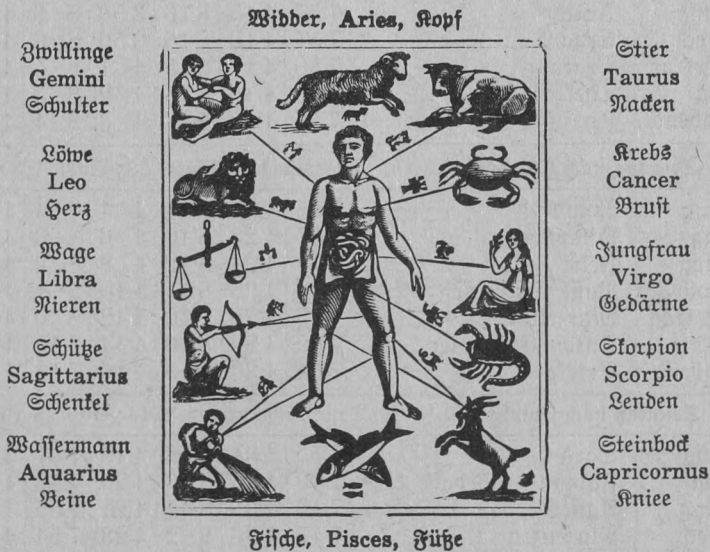 Widder, Aries, Kopf
Zwillinge
Gemini
Schulter
Stier
Taurus
Nacken
Löwe
Leo
Herz
Krebs
Cancer
Brust
Wage
Libra
Nieren
Jungfrau
Virgo
Gebärme
Schütze
Sagittarius
Schenkel
Skorpion
Scorpio
Lenden
Wassermann
Aquarius
Beine
Steinbock
Capricornus
Kniee
Fische, Pisces, Füße